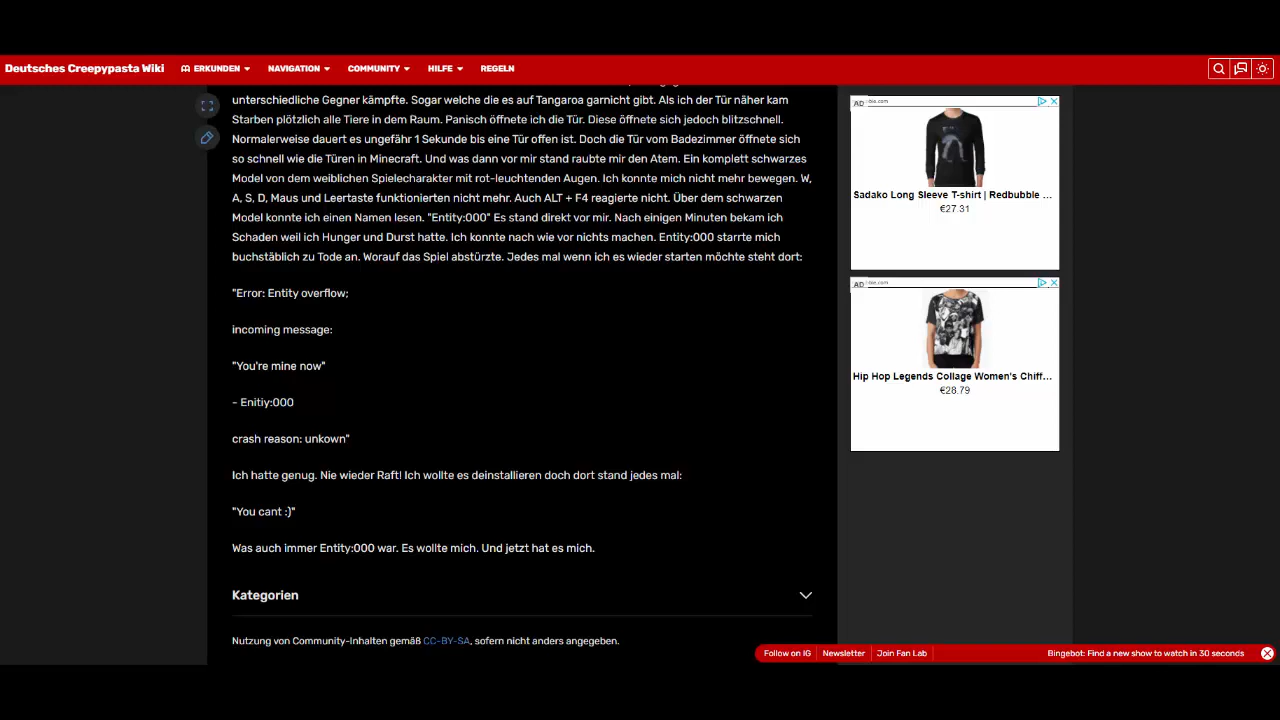 Deutsches Creepypasta Wiki
ERKUNDEN
NAVIGATION
COMMUNITY
HILFE
REGELN
unterschiedliche Gegner kämpfte. Sogar welche die es auf Tangaroa garnicht gibt. Als ich der Tür näher kam
Starben plötzlich alle Tiere in dem Raum. Panisch öffnete ich die Tür. Diese öffnete sich jedoch blitzschnell.
Normalerweise dauert es ungefähr 1 Sekunde bis eine Tür offen ist. Doch die Tür vom Badezimmer öffnete sich
so schnell wie die Türen in Minecraft. Und was dann vor mir stand raubte mir den Atem. Ein komplett schwarzes
Model von dem weiblichen Spielecharakter mit rot-leuchtenden Augen. Ich konnte mich nicht mehr bewegen. W,
A, S, D, Maus und Leertaste funktionierten nicht mehr. Auch ALT + F4 reagierte nicht. Über dem schwarzen
Model konnte ich einen Namen lesen. "Entity:000" Es stand direkt vor mir. Nach einigen Minuten bekam ich
Schaden weil ich Hunger und Durst hatte. Ich konnte nach wie vor nichts machen. Entity:000 starrte mich
buchstäblich zu Tode an. Worauf das Spiel abstürzte. Jedes mal wenn ich es wieder starten möchte steht dort:
"Error: Entity overflow;
incoming message:
"You're mine now"
- Enitiy:000
crash reason: unkown"
Ich hatte genug. Nie wieder Raft! Ich wollte es deinstallieren doch dort stand jedes mal:
"You cant :)"
Was auch immer Entity:000 war. Es wollte mich. Und jetzt hat es mich.
Kategorien
Nutzung von Community-Inhalten gemäß CC-BY-SA, sofern nicht anders angegeben.
AD
Sadako Long Sleeve T-shirt | Redbubble ...
€27.31
AD
Hip Hop Legends Collage Women's Chiff...
€28.79
Follow on IG
Newsletter
Join Fan Lab
Bingebot: Find a new show to watch in 30 seconds